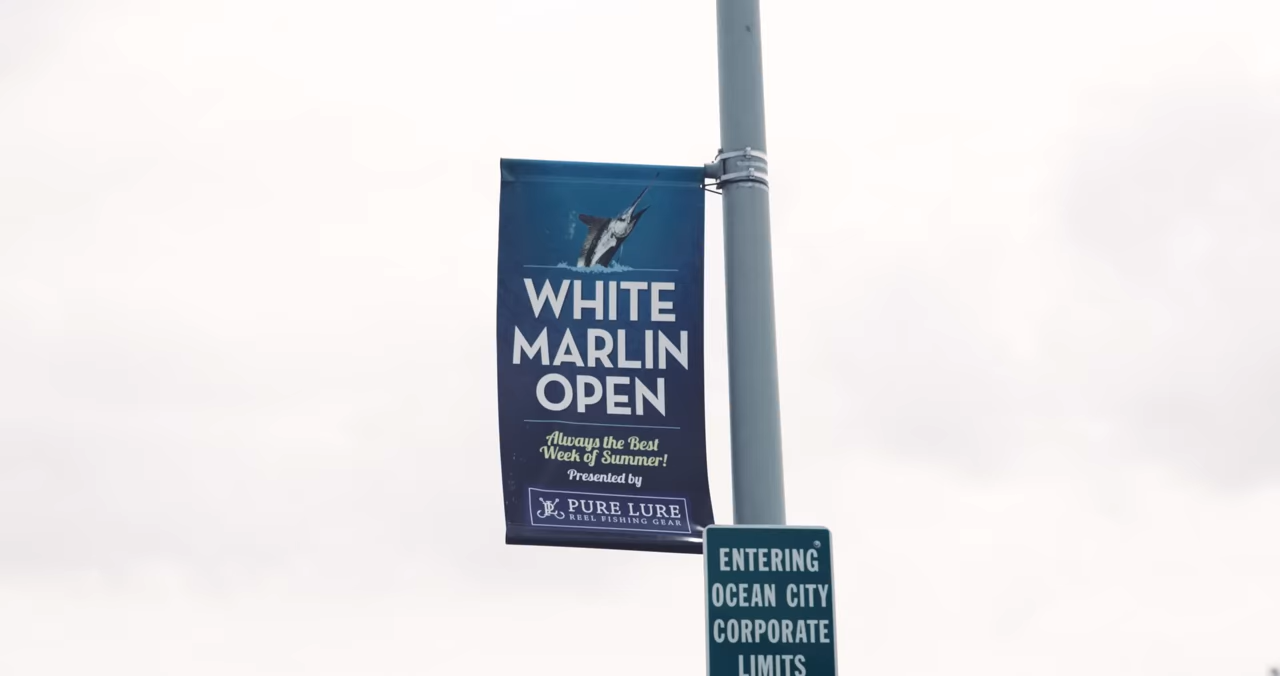 WHITE
MARLIN
OPEN
Always the Best
Week of Summer!
Presented by
PURE LURE
REEL FISHING GEAR
ENTERING
OCEAN CITY
CORPORATE
LIMITS